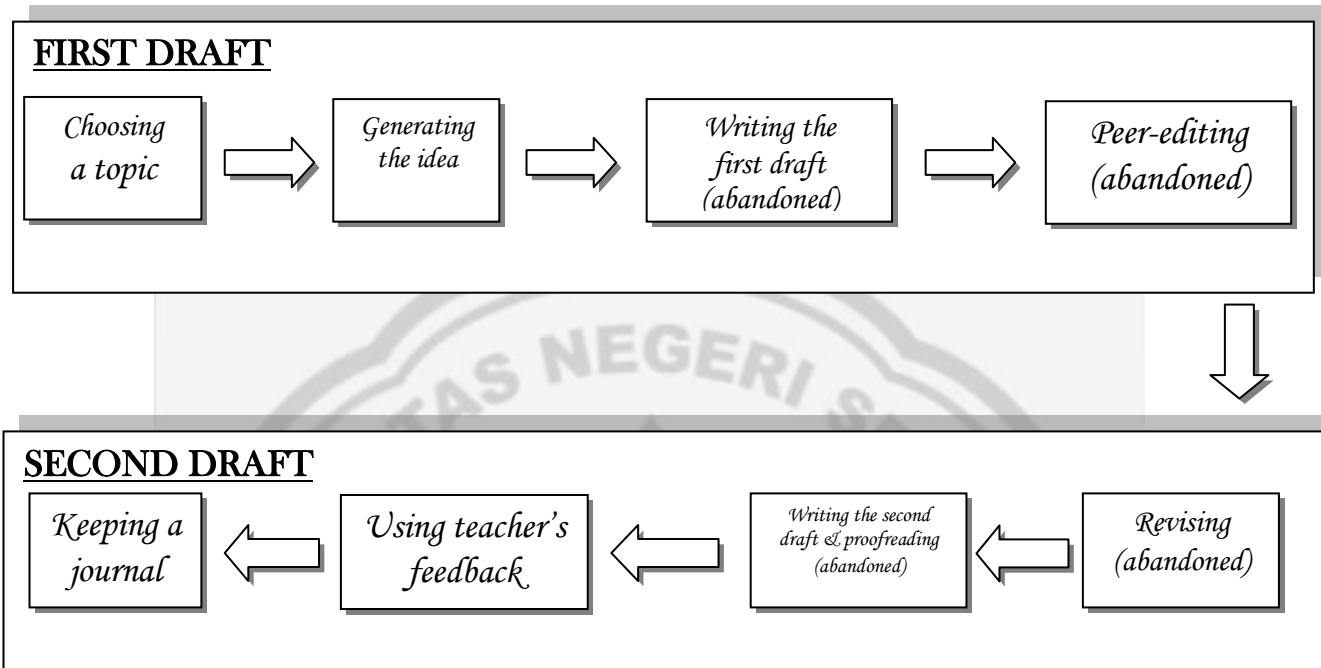 FIRST DRAFT
Choosing
a topic
Generating
the idea
Writing the
first draft
(abandoned)
Peer-editing
(abandoned)
TAS NEGERI
SECOND DRAFT
Keeping a
journal
Using teacher's
feedback
Writing the second
draft & proofreading
(abandoned)
Revising
(abandoned)